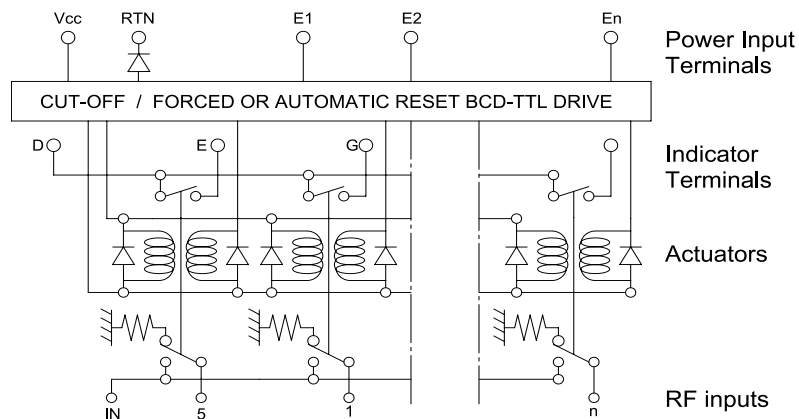 Vcc RTN E1 E2 En
Power Input
Terminals
CUT-OFF / FORCED OR AUTOMATIC RESET BCD-TTL DRIVE
D E G
Indicator
Terminals
Actuators
RF inputs
IN 5 1 n